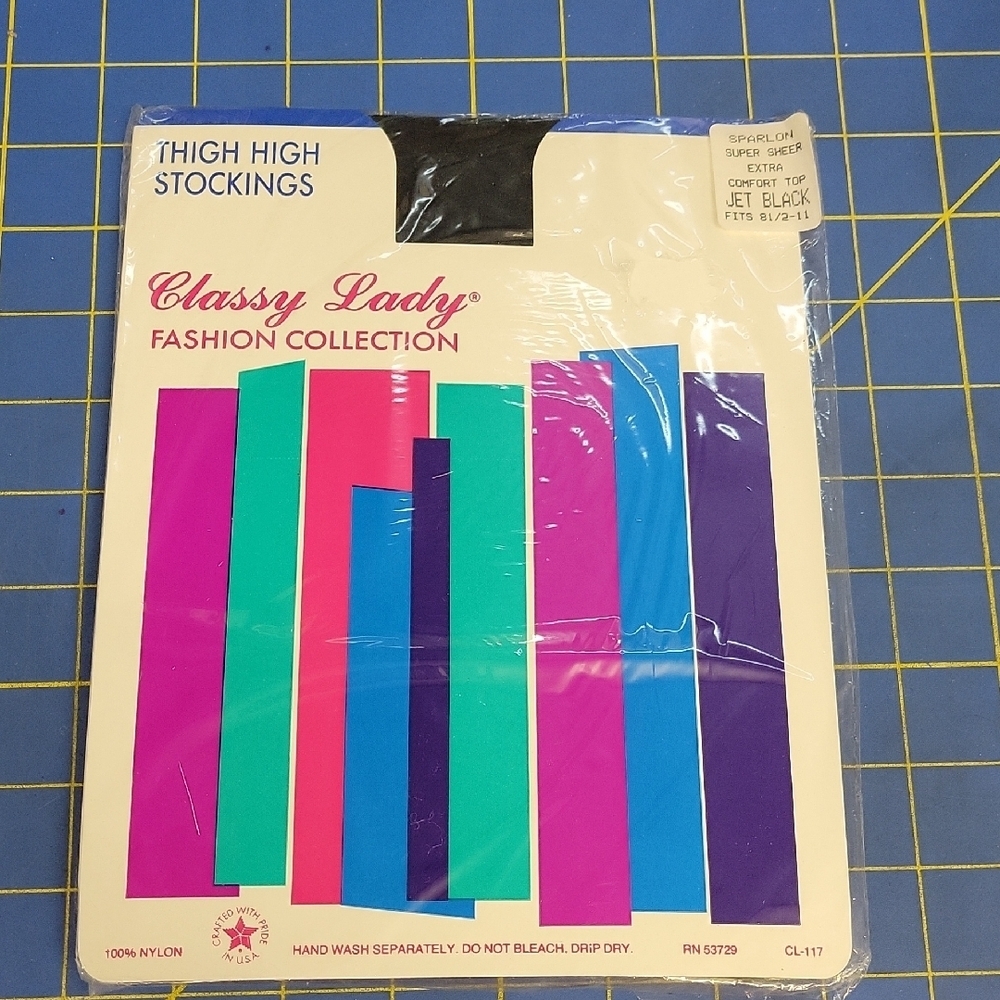 THIGH HIGH
STOCKINGS
SPARLON
SUPER SHEER
EXTRA
COMFORT TOP
JET BLACK
FITS 81/2-11
Classy Lady®
FASHION COLLECTION
100% NYLON
CRAFTED WITH PRIDE
IN U.S.A.
HAND WASH SEPARATELY. DO NOT BLEACH. DRIP DRY.
RN 53729
CL-117